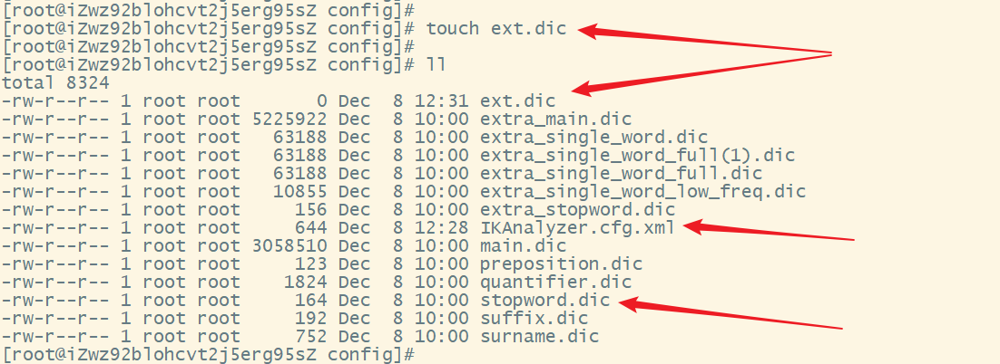 [root@iZwz92blohcvt2j5erg95sZ config]#
[root@iZwz92blohcvt2j5erg95sZ config]# touch ext.dic
[root@iZwz92blohcvt2j5erg95sZ config]#
[root@iZwz92blohcvt2j5erg95sZ config]# ll
total 8324
-rw-r--r-- 1 root root       0 Dec  8 12:31 ext.dic
-rw-r--r-- 1 root root 5225922 Dec  8 10:00 extra_main.dic
-rw-r--r-- 1 root root   63188 Dec  8 10:00 extra_single_word.dic
-rw-r--r-- 1 root root   63188 Dec  8 10:00 extra_single_word_full(1).dic
-rw-r--r-- 1 root root   63188 Dec  8 10:00 extra_single_word_full.dic
-rw-r--r-- 1 root root   10855 Dec  8 10:00 extra_single_word_low_freq.dic
-rw-r--r-- 1 root root     156 Dec  8 10:00 extra_stopword.dic
-rw-r--r-- 1 root root     644 Dec  8 12:28 IKAnalyzer.cfg.xml
-rw-r--r-- 1 root root 3058510 Dec  8 10:00 main.dic
-rw-r--r-- 1 root root     123 Dec  8 10:00 preposition.dic
-rw-r--r-- 1 root root    1824 Dec  8 10:00 quantifier.dic
-rw-r--r-- 1 root root     164 Dec  8 10:00 stopword.dic
-rw-r--r-- 1 root root     192 Dec  8 10:00 suffix.dic
-rw-r--r-- 1 root root     752 Dec  8 10:00 surname.dic
[root@iZwz92blohcvt2j5erg95sZ config]#